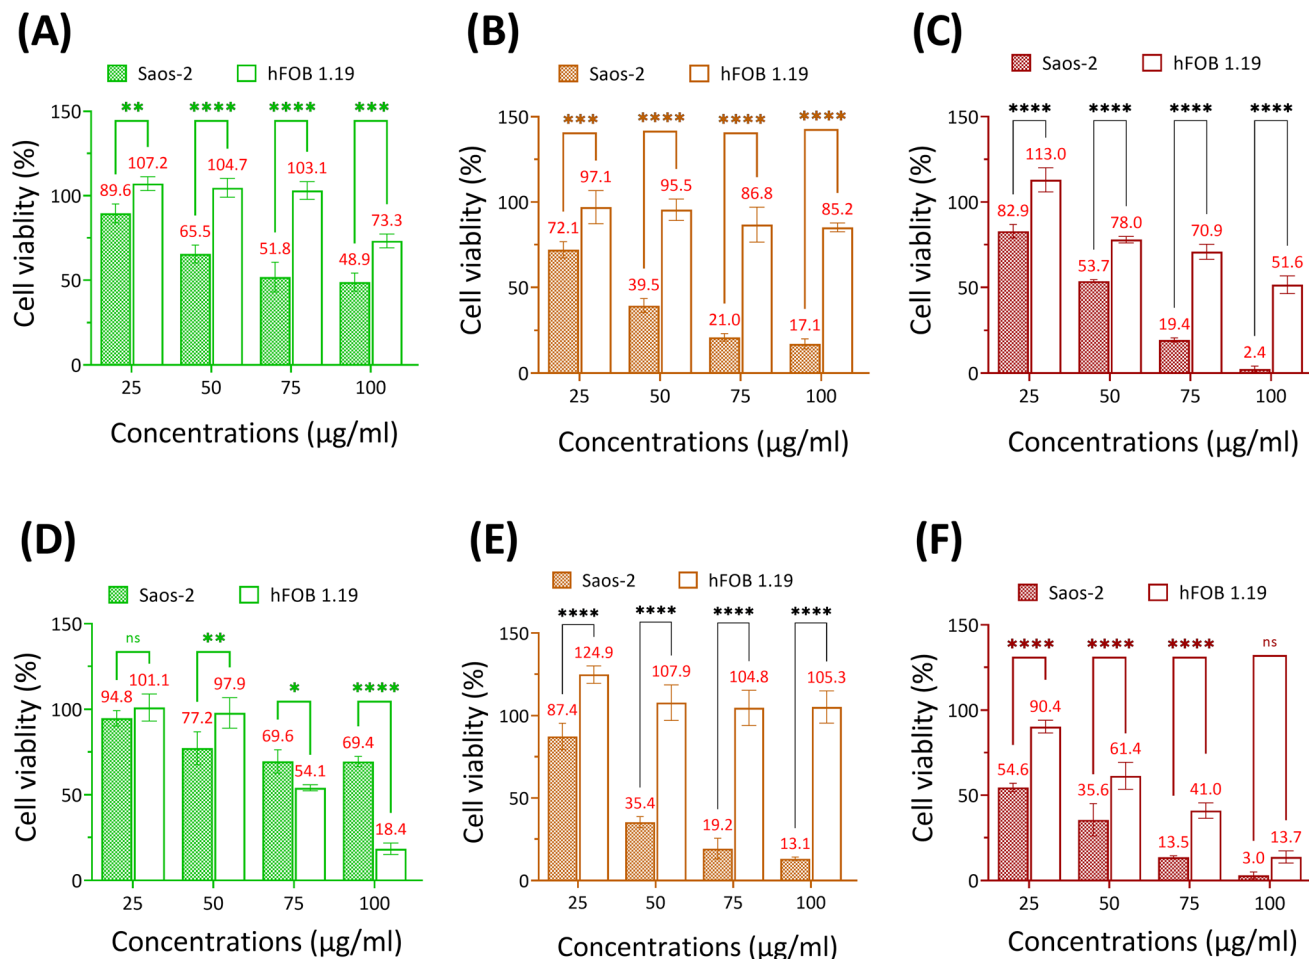 (A)
Saos-2 hFOB 1.19
** **** **** ***
Cell viablity (%)
150
100
50
0
89.6 107.2 65.5 104.7 51.8 103.1 48.9 73.3
25 50 75 100
Concentrations (µg/ml)
(B)
Saos-2 hFOB 1.19
*** **** **** ****
Cell viablity (%)
150
100
50
0
72.1 97.1 39.5 95.5 21.0 86.8 17.1 85.2
25 50 75 100
Concentrations (µg/ml)
(C)
Saos-2 hFOB 1.19
**** **** **** ****
Cell viablity (%)
150
100
50
0
82.9 113.0 53.7 78.0 19.4 70.9 2.4 51.6
25 50 75 100
Concentrations (µg/ml)
(D)
Saos-2 hFOB 1.19
ns ** * ****
Cell viablity (%)
150
100
50
0
94.8 101.1 77.2 97.9 69.6 54.1 69.4 18.4
25 50 75 100
Concentrations (µg/ml)
(E)
Saos-2 hFOB 1.19
**** **** **** ****
Cell viablity (%)
150
100
50
0
87.4 124.9 35.4 107.9 19.2 104.8 13.1 105.3
25 50 75 100
Concentrations (µg/ml)
(F)
Saos-2 hFOB 1.19
**** **** **** ns
Cell viablity (%)
150
100
50
0
54.6 90.4 35.6 61.4 13.5 41.0 3.0 13.7
25 50 75 100
Concentrations (µg/ml)